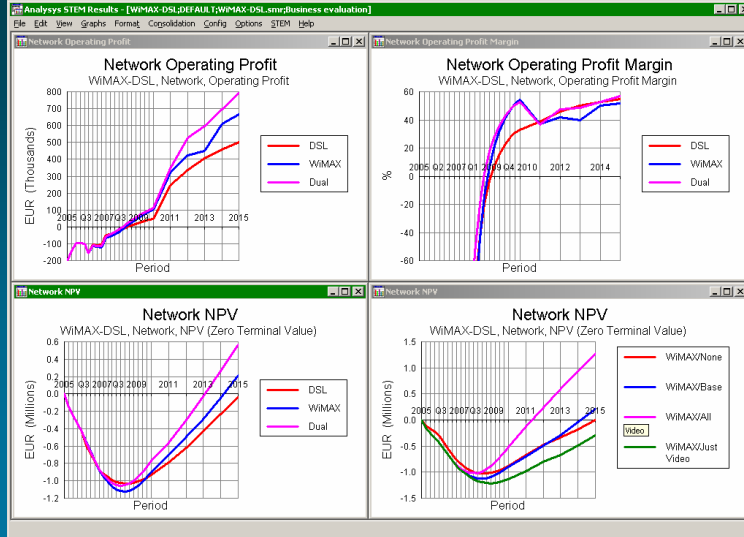 Analysys STEM Results - [WiMAX-DSL;DEFAULT;WiMAX-DSL.smr;Business evaluation]
File Edit View Graphs Format Consolidation Config Options STEM Help
Network Operating Profit
Network Operating Profit
WiMAX-DSL, Network, Operating Profit
EUR (Thousands)
800
700
600
500
400
300
200
100
0
-100
-200
2005 Q3 2007 Q3 2009 2011 2013 2015
Period
DSL
WiMAX
Dual
Network Operating Profit Margin
Network Operating Profit Margin
WiMAX-DSL, Network, Operating Profit Margin
%
60
40
20
0
-20
-40
-60
2005 Q2 2007 Q1 2009 Q4 2010 2012 2014
Period
DSL
WiMAX
Dual
Network NPV
Network NPV
WiMAX-DSL, Network, NPV (Zero Terminal Value)
EUR (Millions)
0.6
0.4
0.2
0.0
-0.2
-0.4
-0.6
-0.8
-1.0
-1.2
2005 Q3 2007 Q3 2009 2011 2013 2015
Period
DSL
WiMAX
Dual
Network NPV
Network NPV
WiMAX-DSL, Network, NPV (Zero Terminal Value)
EUR (Millions)
1.5
1.0
0.5
0.0
-0.5
-1.0
-1.5
2005 Q3 2007 Q3 2009 2011 2013 2015
Period
WiMAX/None
WiMAX/Base
WiMAX/All
Video
WiMAX/Just
Video